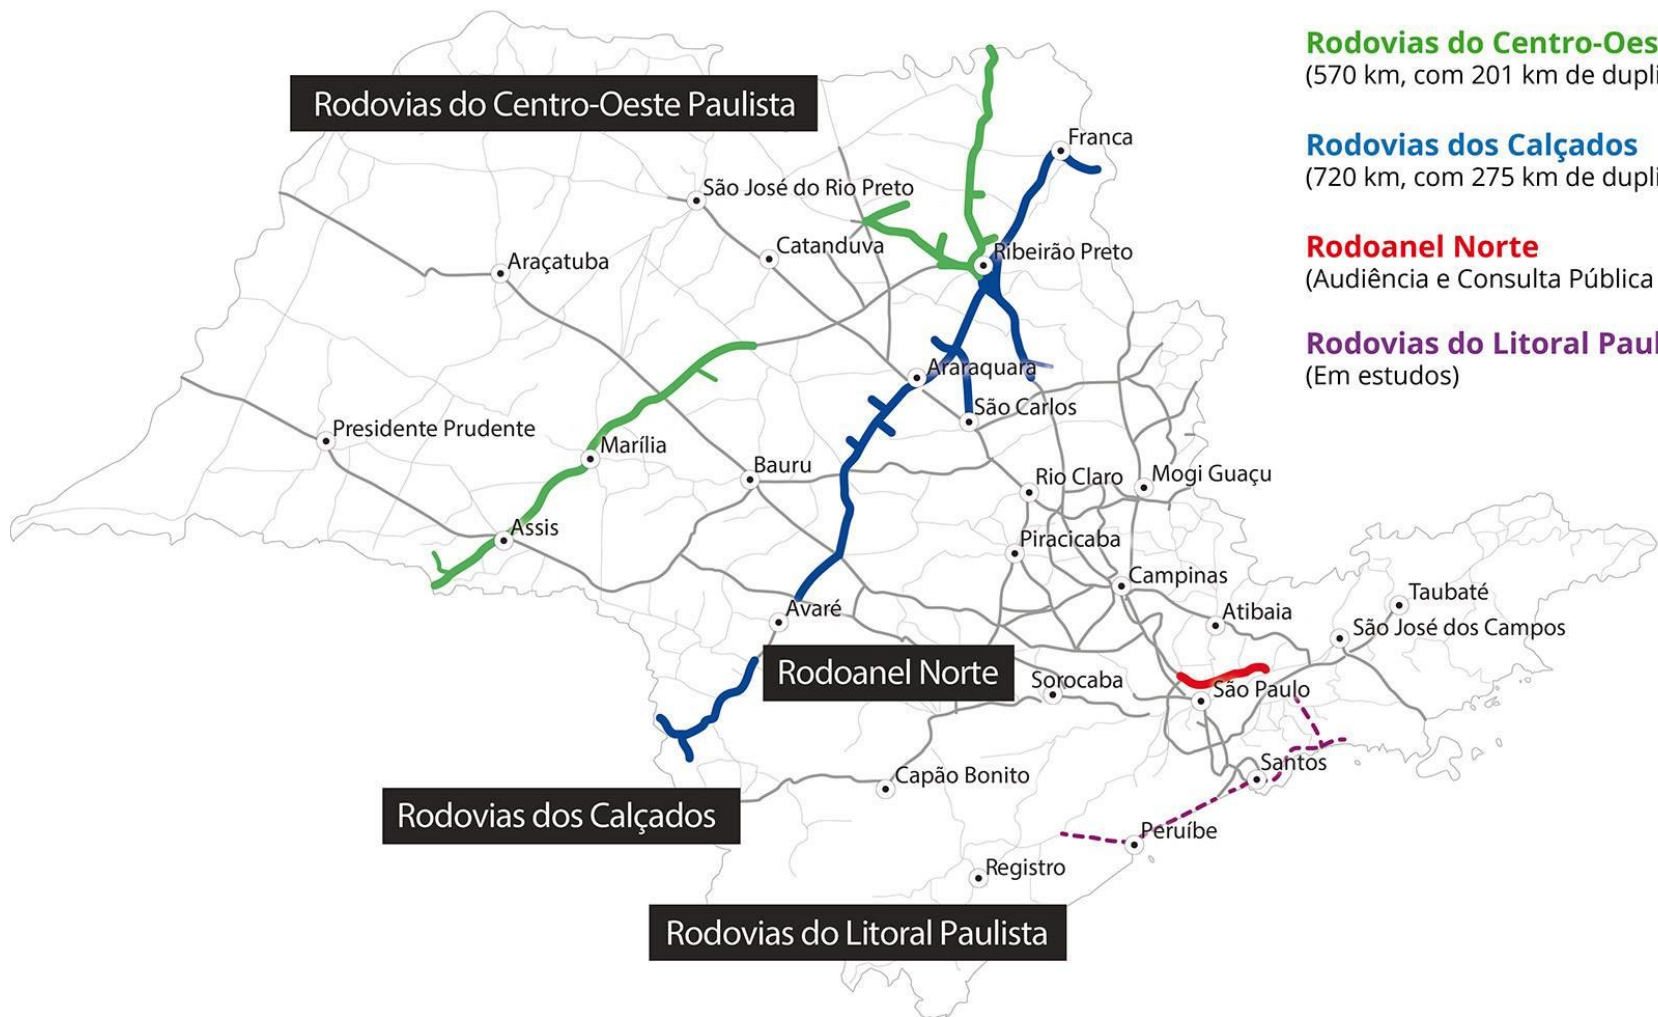 Rodovias do Centro-Oeste Paulista
Rodovias do Centro-Oes
(570 km, com 201 km de dupli
Rodovias dos Calçados
(720 km, com 275 km de dupli
Rodoanel Norte
(Audiência e Consulta Pública
Rodovias do Litoral Paul
(Em estudos)
Franca
São José do Rio Preto
Catanduva
Ribeirão Preto
Araçatuba
Araraquara
São Carlos
Presidente Prudente
Marília
Bauru
Rio Claro
Mogi Guaçu
Assis
Piracicaba
Campinas
Taubaté
Avaré
Atibaia
São José dos Campos
Rodoanel Norte
Sorocaba
São Paulo
Santos
Capão Bonito
Rodovias dos Calçados
Peruíbe
Registro
Rodovias do Litoral Paulista